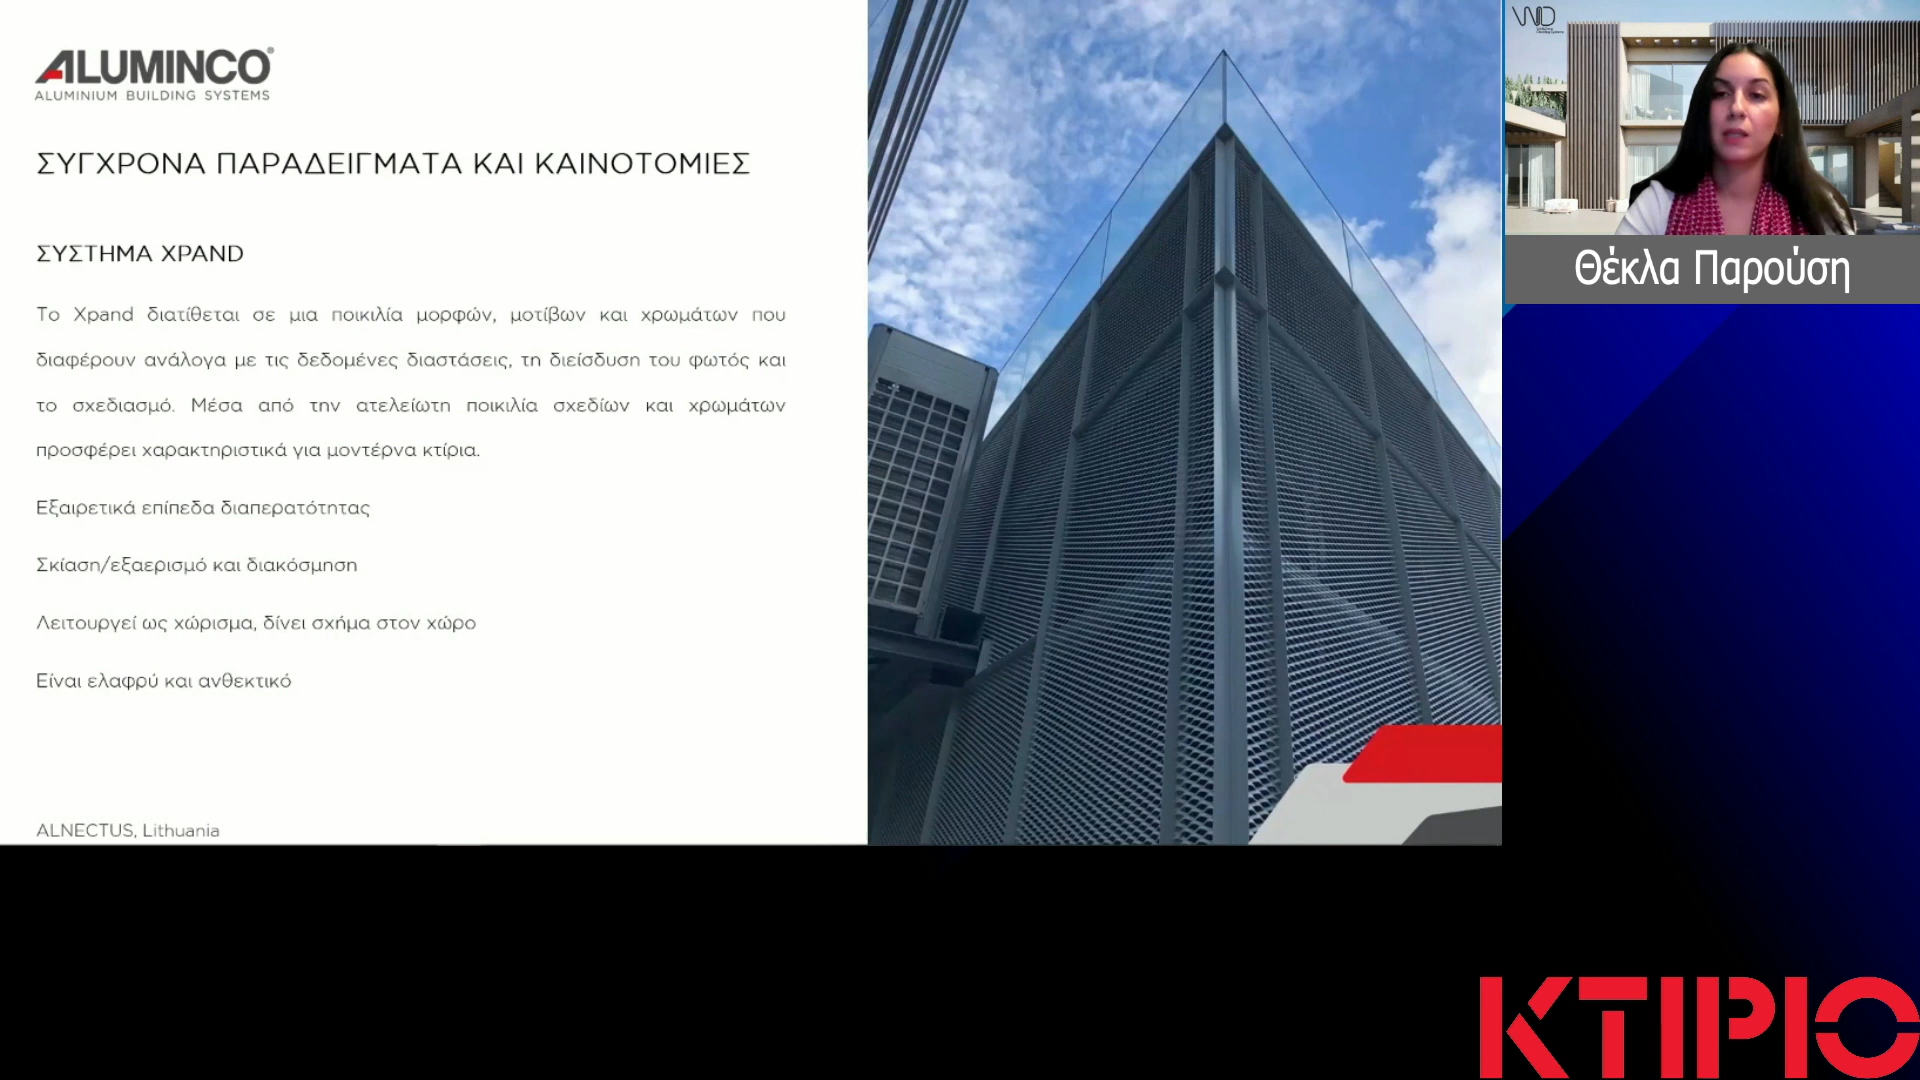 ALUMINCO®
ALUMINIUM BUILDING SYSTEMS
ΣΥΓΧΡΟΝΑ ΠΑΡΑΔΕΙΓΜΑΤΑ ΚΑΙ ΚΑΙΝΟΤΟΜΙΕΣ
ΣΥΣΤΗΜΑ XPAND
Το Xpand διατίθεται σε μια ποικιλία μορφών, μοτίβων και χρωμάτων που
διαφέρουν ανάλογα με τις δεδομένες διαστάσεις, τη διείσδυση του φωτός και
το σχεδιασμό. Μέσα από την ατελείωτη ποικιλία σχεδίων και χρωμάτων
προσφέρει χαρακτηριστικά για μοντέρνα κτίρια.
Εξαιρετικά επίπεδα διαπερατότητας
Σκίαση/εξαερισμό και διακόσμηση
Λειτουργεί ως χώρισμα, δίνει σχήμα στον χώρο
Είναι ελαφρύ και ανθεκτικό
ALNECTUS, Lithuania
Θέκλα Παρούση
ΚΤΙΡΙΟ